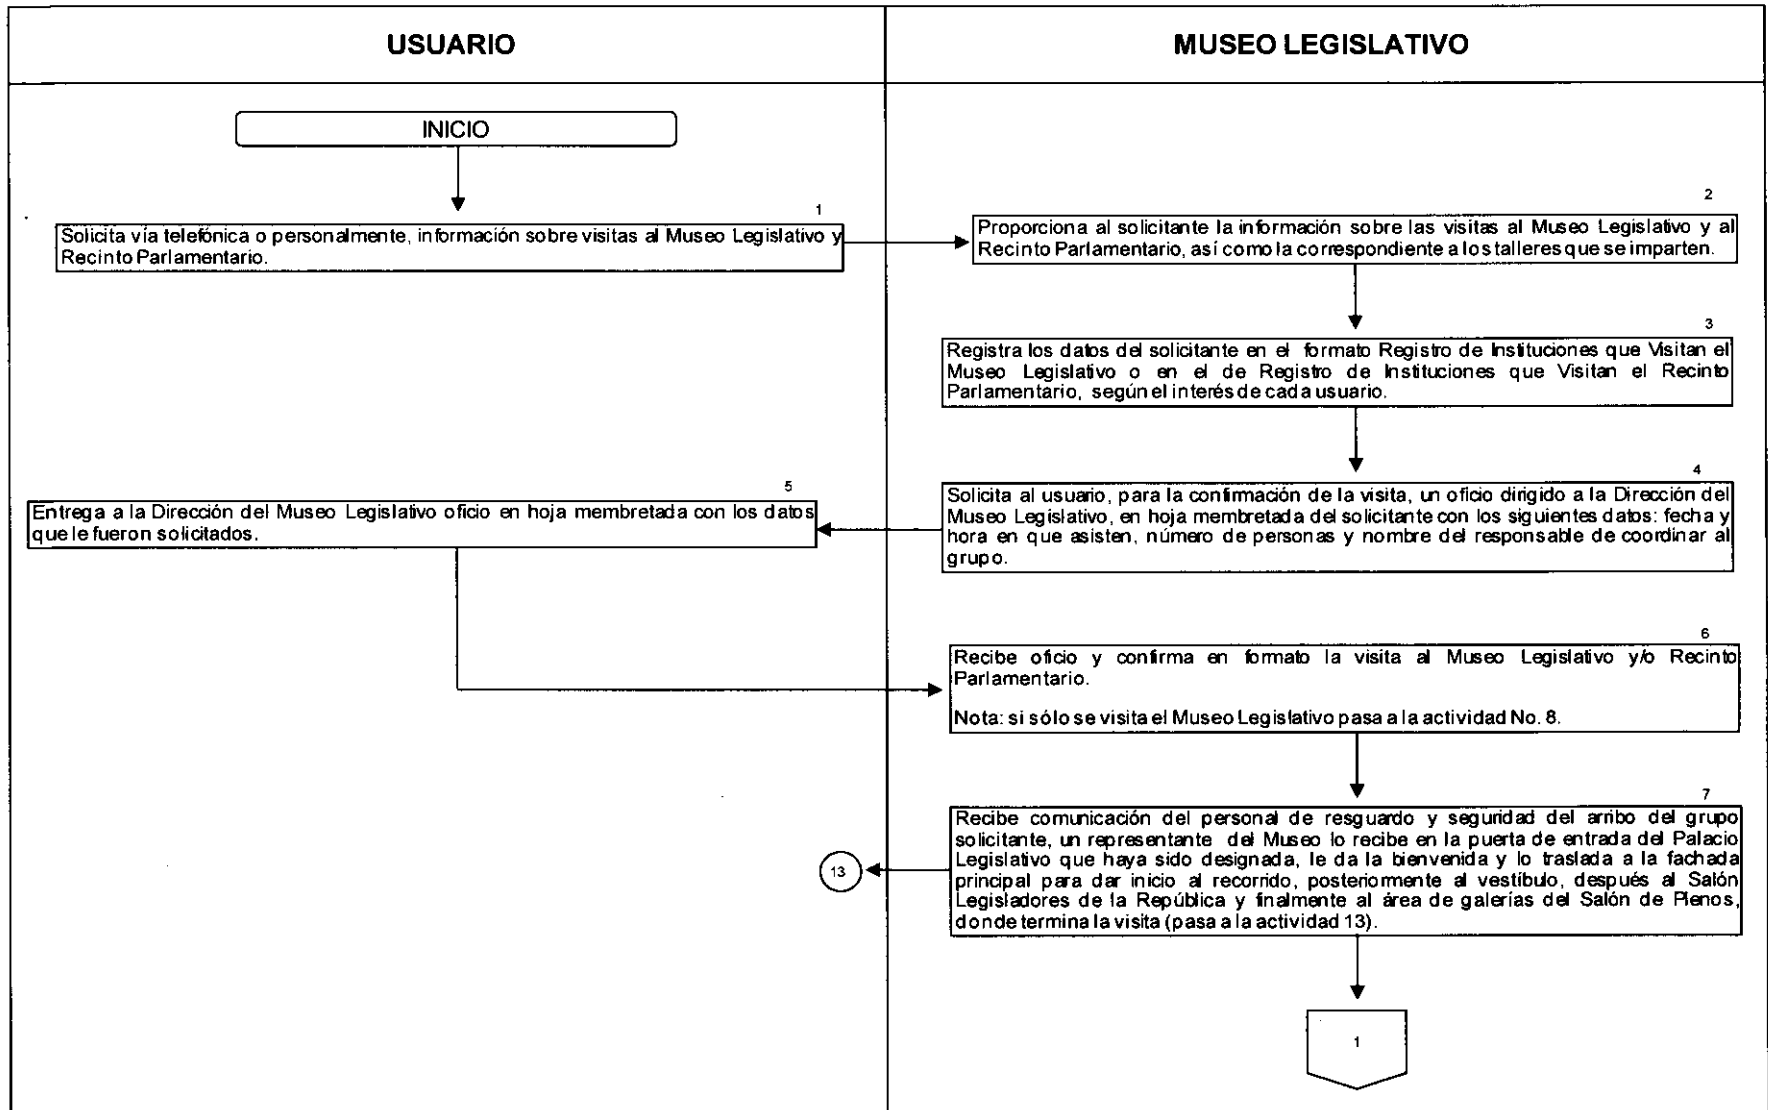 USUARIO
MUSEO LEGISLATIVO
INICIO
1
Solicita vía telefónica o personalmente, información sobre visitas al Museo Legislativo y
Recinto Parlamentario.
2
Proporciona al solicitante la información sobre las visitas al Museo Legislativo y al
Recinto Parlamentario, así como la correspondiente a los talleres que se imparten.
3
Registra los datos del solicitante en el formato Registro de Instituciones que Visitan el
Museo Legislativo o en el de Registro de Instituciones que Visitan el Recinto
Parlamentario, según el interés de cada usuario.
4
Solicita al usuario, para la confirmación de la visita, un oficio dirigido a la Dirección del
Museo Legislativo, en hoja membretada del solicitante con los siguientes datos: fecha y
hora en que asisten, número de personas y nombre del responsable de coordinar al
grupo.
5
Entrega a la Dirección del Museo Legislativo oficio en hoja membretada con los datos
que le fueron solicitados.
6
Recibe oficio y confirma en formato la visita al Museo Legislativo y/o Recinto
Parlamentario.
Nota: si sólo se visita el Museo Legislativo pasa a la actividad No. 8.
7
Recibe comunicación del personal de resguardo y seguridad del arribo del grupo
solicitante, un representante del Museo lo recibe en la puerta de entrada del Palacio
Legislativo que haya sido designada, le da la bienvenida y lo traslada a la fachada
principal para dar inicio al recorrido, posteriormente al vestíbulo, después al Salón
Legisladores de la República y finalmente al área de galerías del Salón de Plenos,
donde termina la visita (pasa a la actividad 13).
13
1